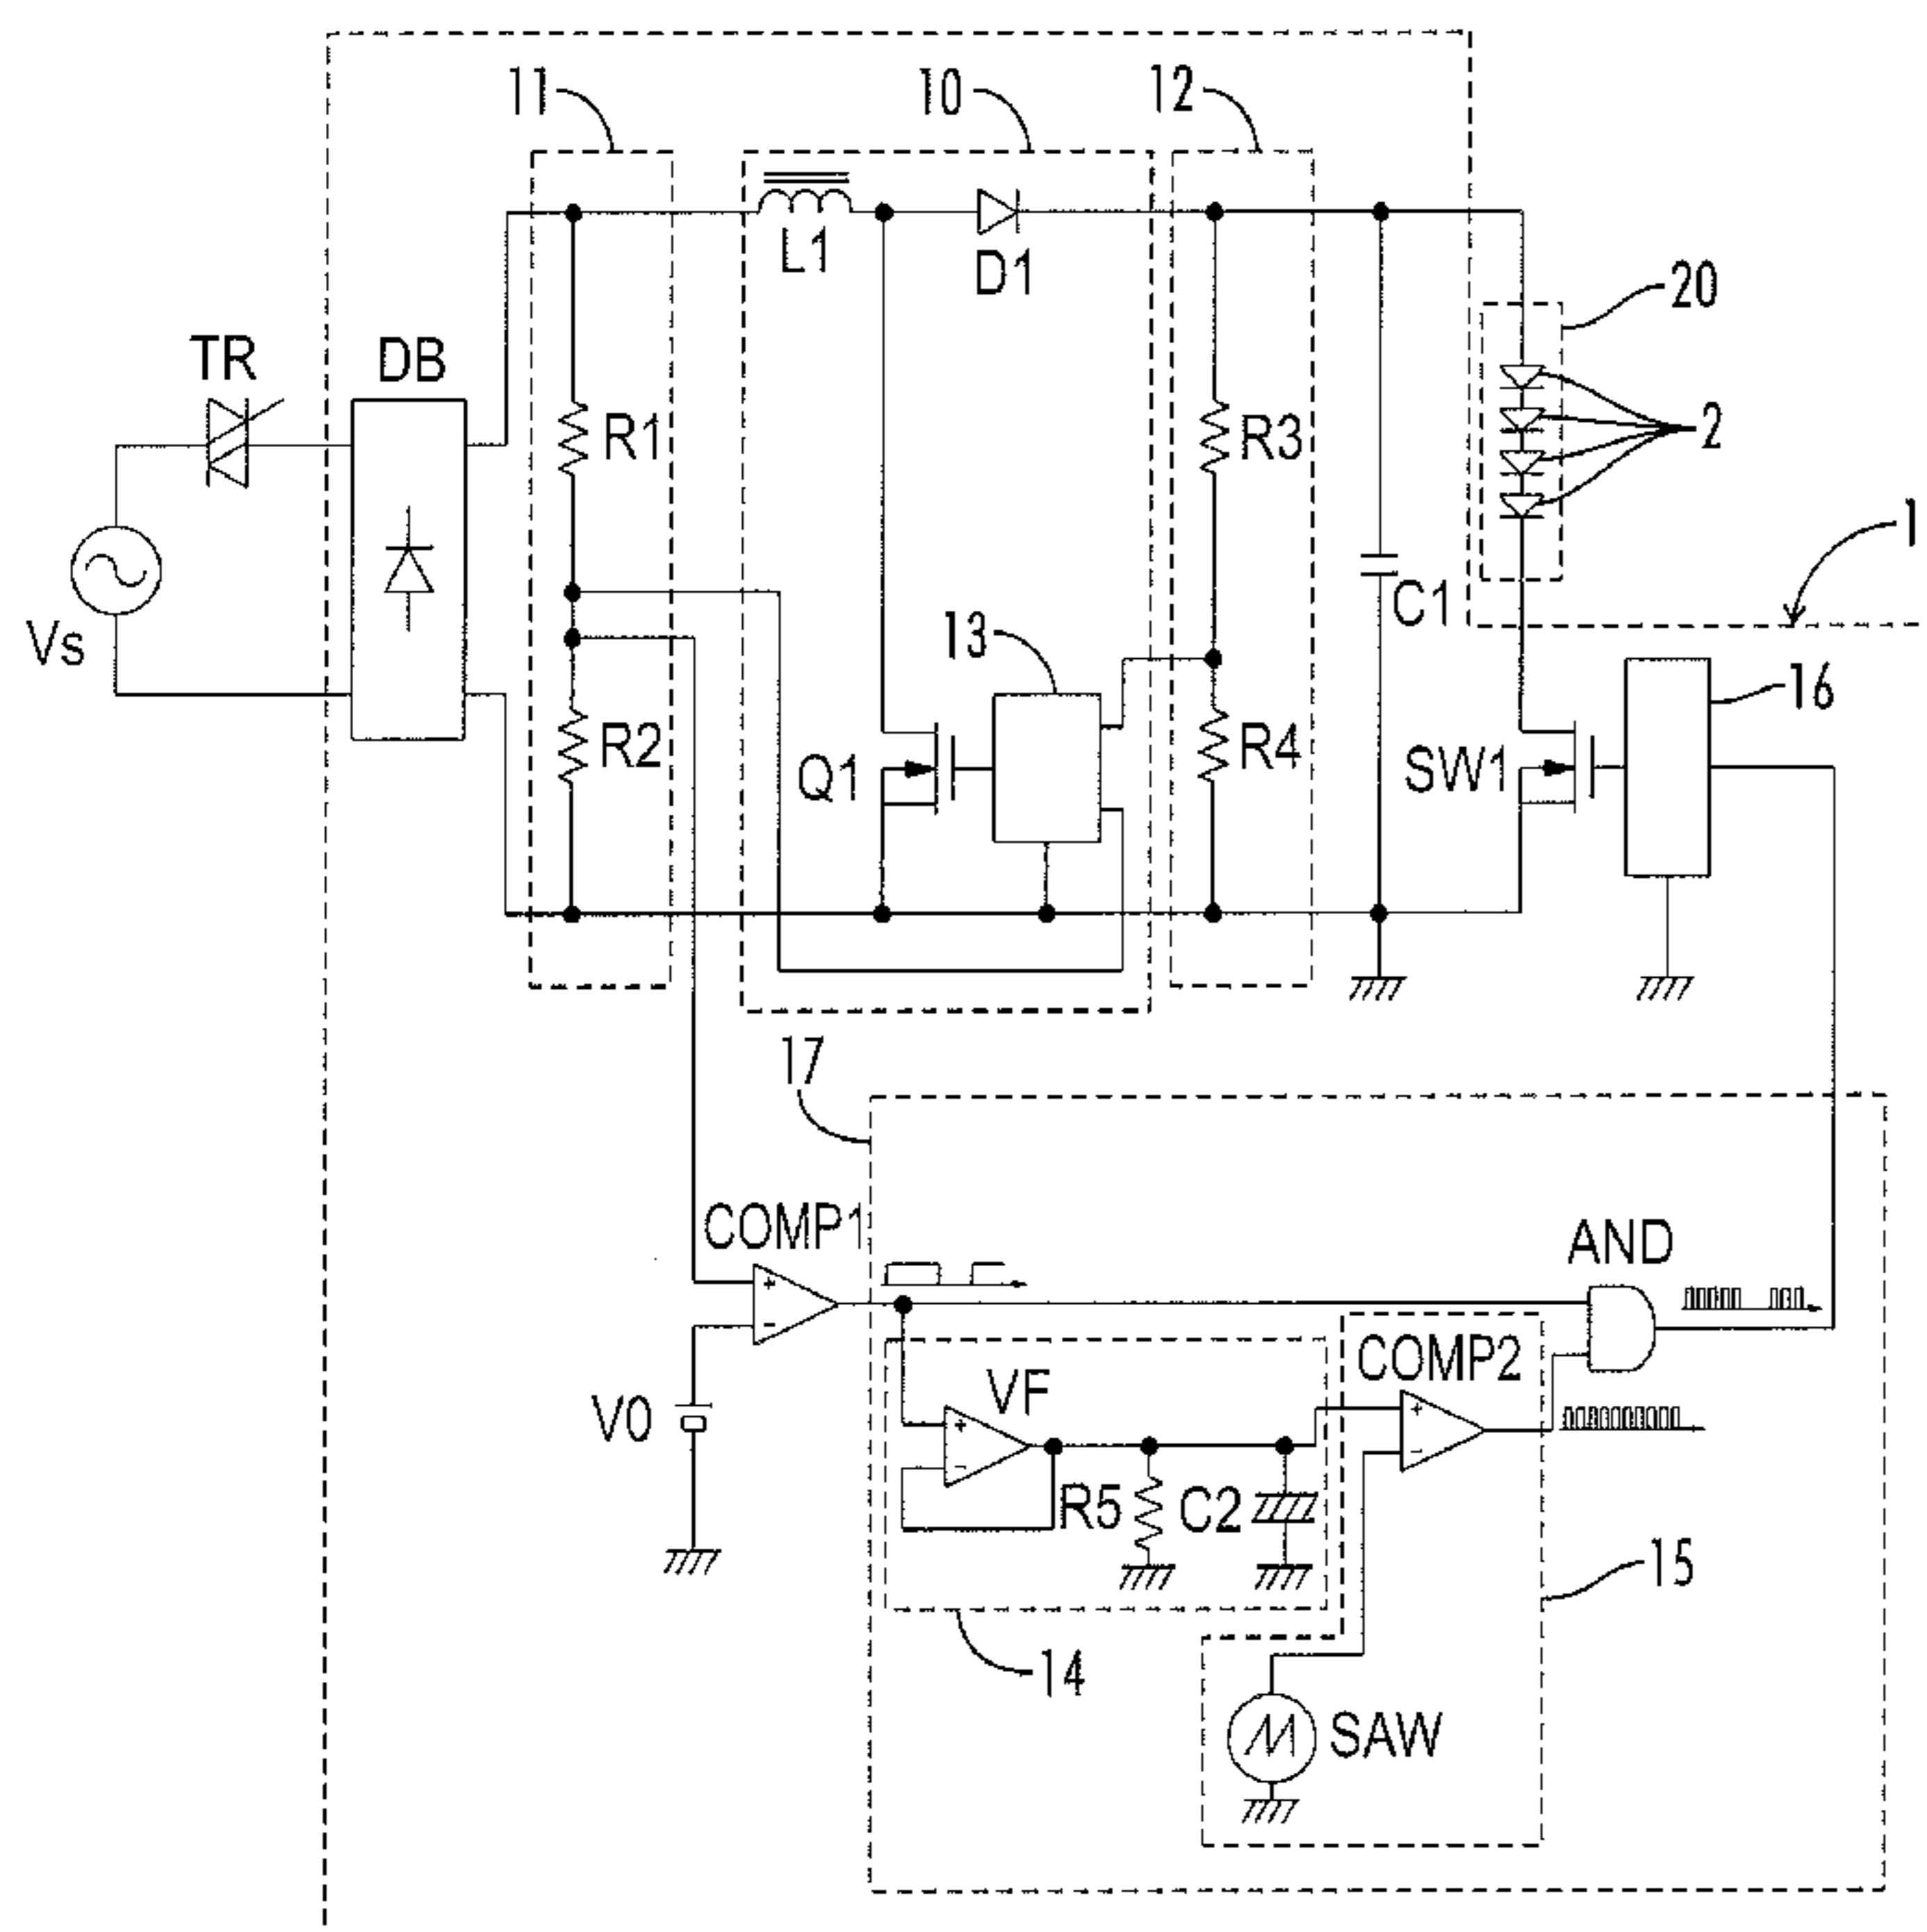 11
10
12
L1
D1
20
TR
DB
R1
R3
2
1
Vs
C1
13
16
R2
Q1
R4
SW1
17
COMP1
+
-
AND
VF
COMP2
V0
+
-
+
-
R5
C2
15
14
SAW